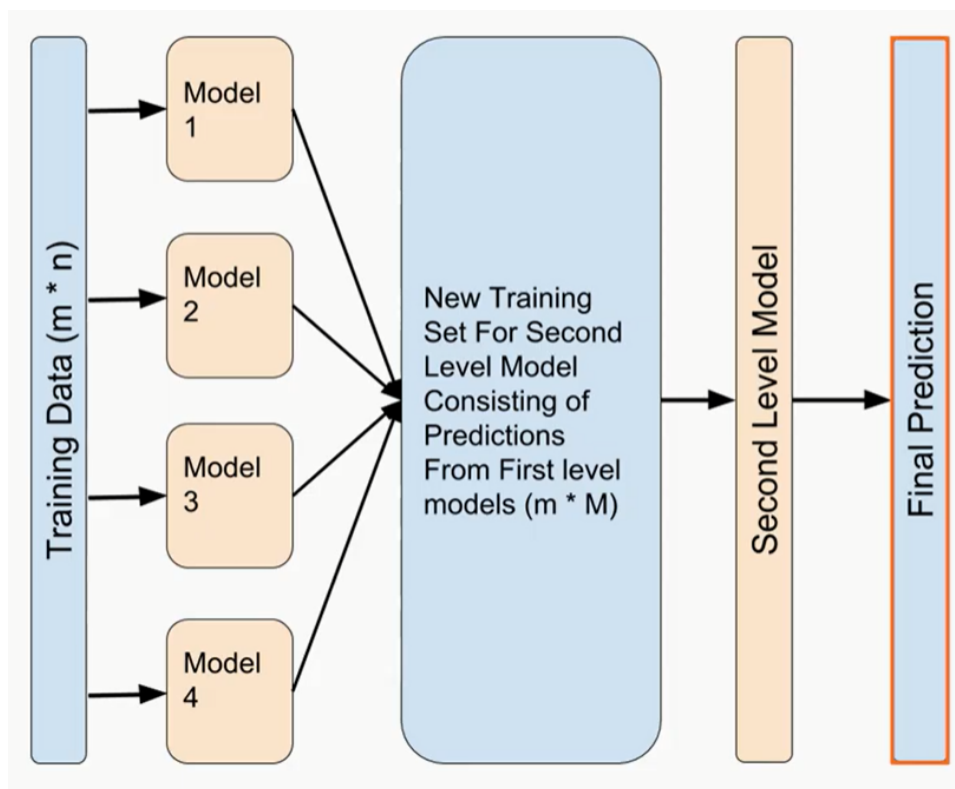 Training Data (m * n)
Model
1
Model
2
Model
3
Model
4
New Training
Set For Second
Level Model
Consisting of
Predictions
From First level
models (m * M)
Second Level Model
Final Prediction